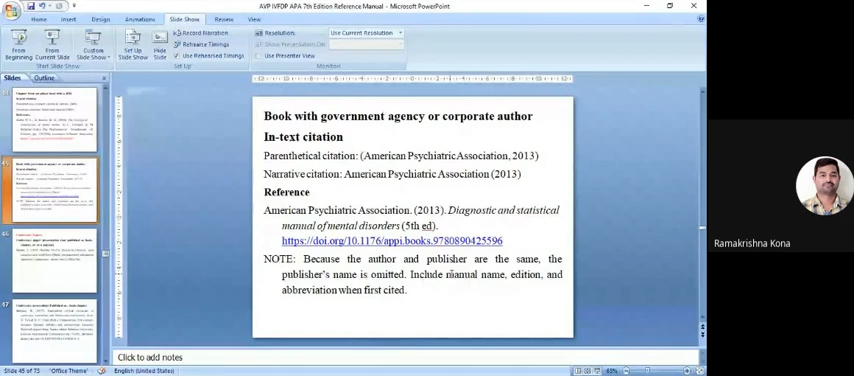 AVP IVFDP APA 7th Edition Reference Manual - Microsoft PowerPoint
Home Insert Design Animations Slide Show Review View
From Beginning
From Current Slide
Custom Slide Show
Set Up Slide Show
Hide Slide
Record Narration
Rehearse Timings
Use Rehearsed Timings
Resolution: Use Current Resolution
Show Presentation On:
Use Presenter View
Start Slide Show
Set Up
Monitors
Slides Outline
Book with government agency or corporate author
In-text citation
Parenthetical citation: (American Psychiatric Association, 2013)
Narrative citation: American Psychiatric Association (2013)
Reference
American Psychiatric Association. (2013). Diagnostic and statistical
manual of mental disorders (5th ed).
https://doi.org/10.1176/appi.books.9780890425596
NOTE: Because the author and publisher are the same, the
publisher's name is omitted. Include manual name, edition, and
abbreviation when first cited.
47
Ramakrishna Kona
Click to add notes
Slide 45 of 75 "Office Theme" English (United States)